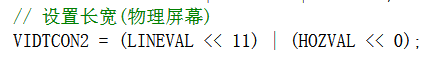 // 设置长宽(物理屏幕)
VIDTCON2 = (LINEVAL << 11) | (HOZVAL << 0);